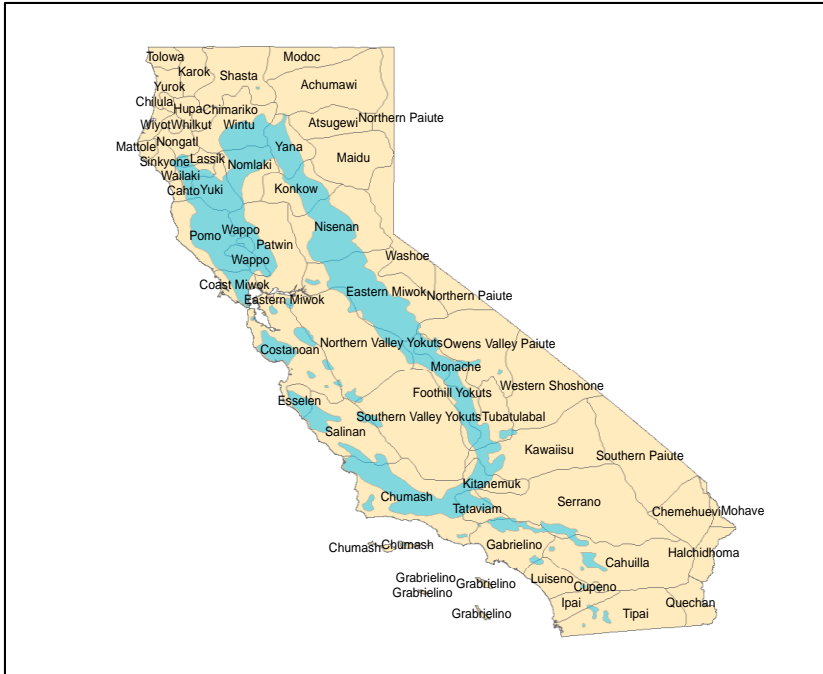 Tolowa
Modoc
Karok
Shasta
Yurok
Achumawi
Chilula
Hupa
Chimariko
Wiyot
Whilkut
Wintu
Atsugewi
Northern Paiute
Mattole
Nongatl
Yana
Sinkyone
Lassik
Nomlaki
Maidu
Wailaki
Cahto
Yuki
Konkow
Pomo
Wappo
Nisenan
Patwin
Wappo
Washoe
Coast Miwok
Eastern Miwok
Eastern Miwok
Northern Paiute
Costanoan
Northern Valley Yokuts
Owens Valley Paiute
Monache
Foothill Yokuts
Western Shoshone
Esselen
Southern Valley Yokuts
Tubatulabal
Salinan
Kawaiisu
Southern Paiute
Kitanemuk
Chumash
Serrano
Tataviam
Chemehuevi
Mohave
Chumash
Chumash
Gabrielino
Halchidhoma
Cahuilla
Grabrielino
Grabrielino
Grabrielino
Luiseno
Cupeno
Ipai
Quechan
Grabrielino
Tipai